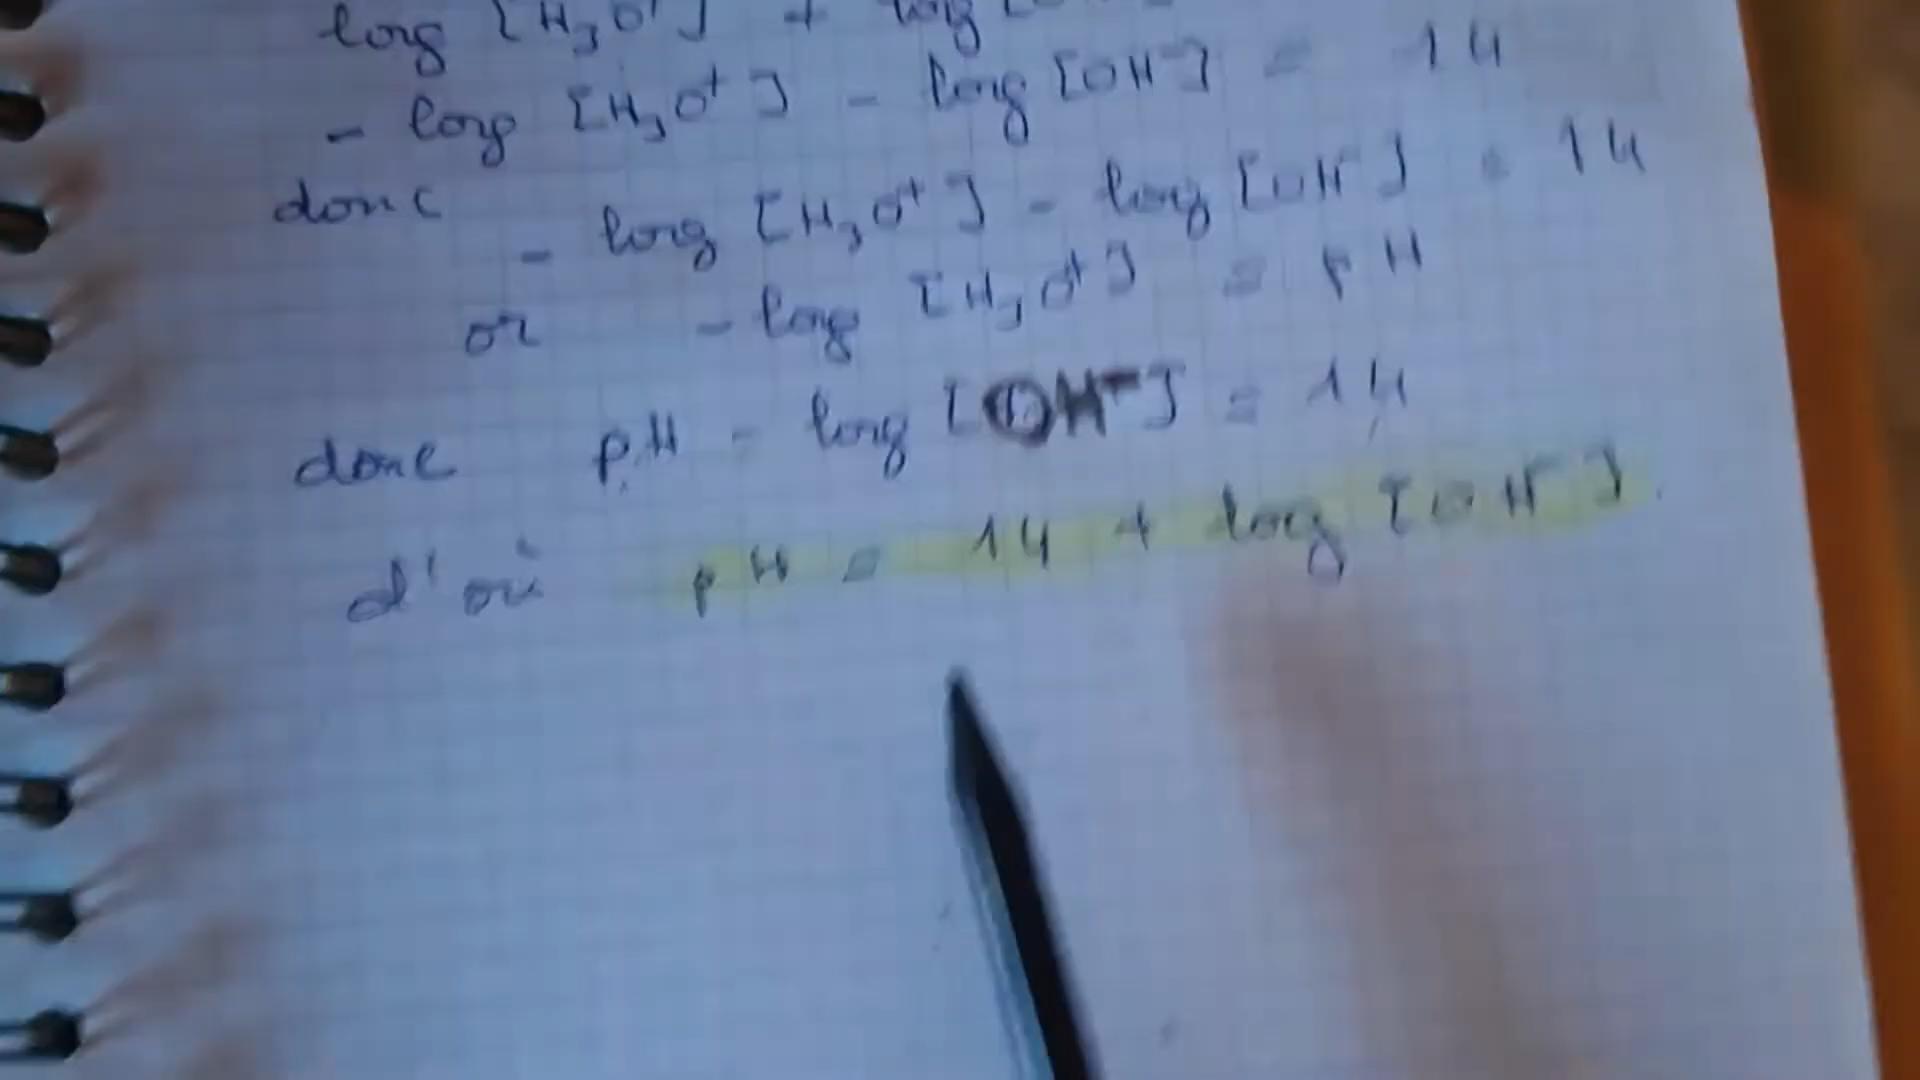 log [H₃O⁺] + log [
- log [H₃O⁺] - log [OH⁻] = 14
donc - log [H₃O⁺] - log [OH⁻] = 14
or - log [H₃O⁺] = pH
donc pH - log [OH⁻] = 14
d'où pH = 14 + log [OH⁻]